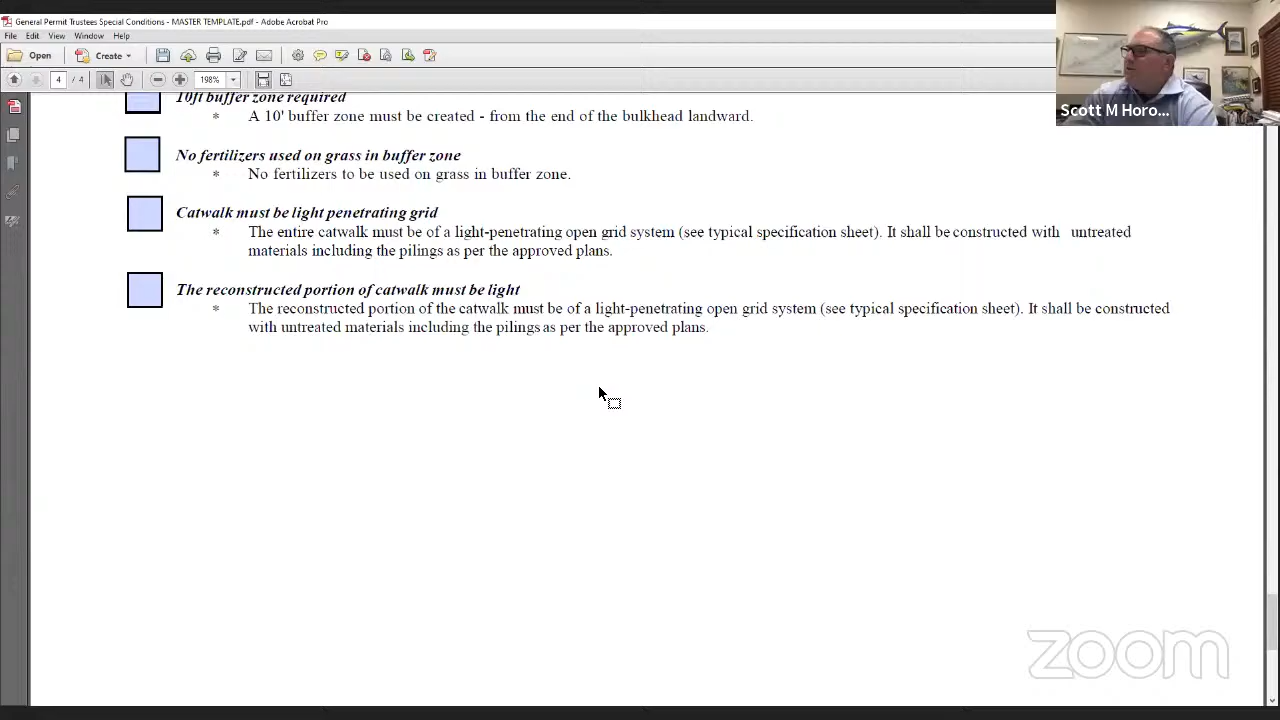 General Permit Trustees Special Conditions - MASTER TEMPLATE.pdf - Adobe Acrobat Pro
File Edit View Window Help
Open Create
4 / 4 198%
Scott M Horo...
10ft buffer zone required
* A 10' buffer zone must be created - from the end of the bulkhead landward.
No fertilizers used on grass in buffer zone
* No fertilizers to be used on grass in buffer zone.
Catwalk must be light penetrating grid
* The entire catwalk must be of a light-penetrating open grid system (see typical specification sheet). It shall be constructed with untreated
materials including the pilings as per the approved plans.
The reconstructed portion of catwalk must be light
* The reconstructed portion of the catwalk must be of a light-penetrating open grid system (see typical specification sheet). It shall be constructed
with untreated materials including the pilings as per the approved plans.
zoom